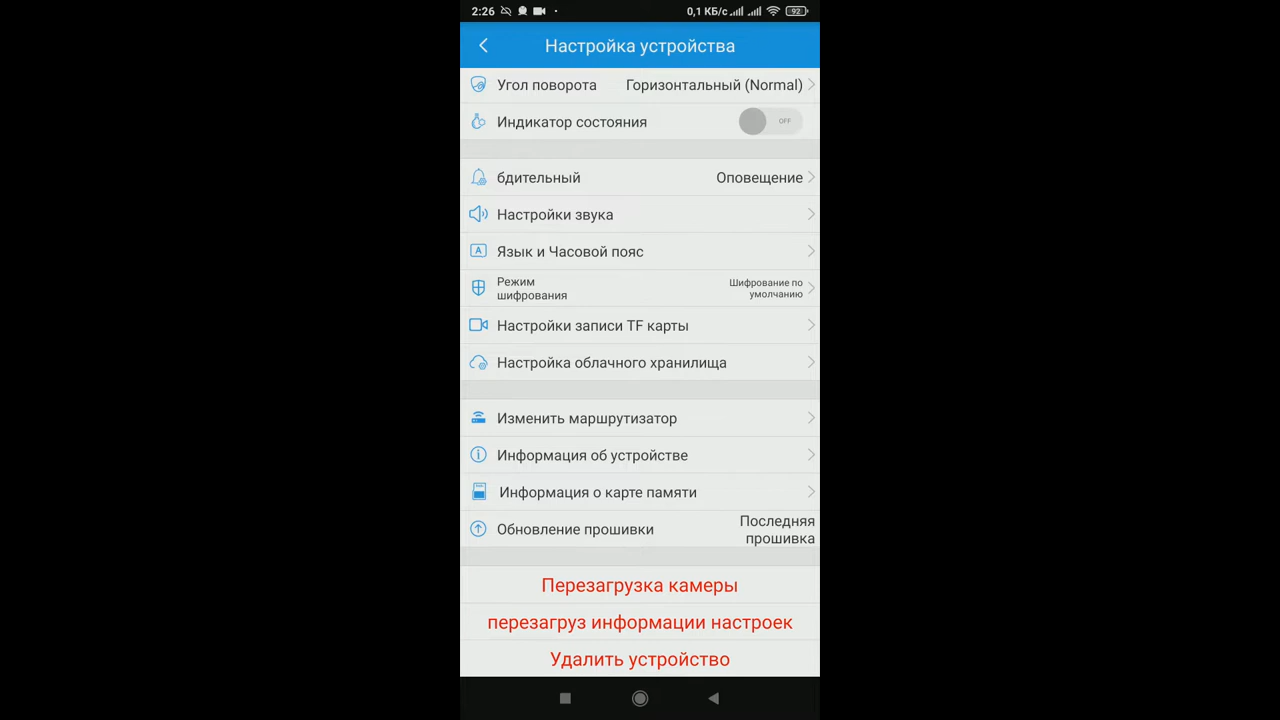 2:26 0,1 КБ/с 92
Настройка устройства
Угол поворота Горизонтальный (Normal)
Индикатор состояния OFF
бдительный Оповещение
Настройки звука
A Язык и Часовой пояс
Режим
шифрования
Шифрование по
умолчанию
Настройки записи TF карты
Настройка облачного хранилища
Изменить маршрутизатор
Информация об устройстве
Информация о карте памяти
Обновление прошивки
Последняя
прошивка
Перезагрузка камеры
перезагруз информации настроек
Удалить устройство